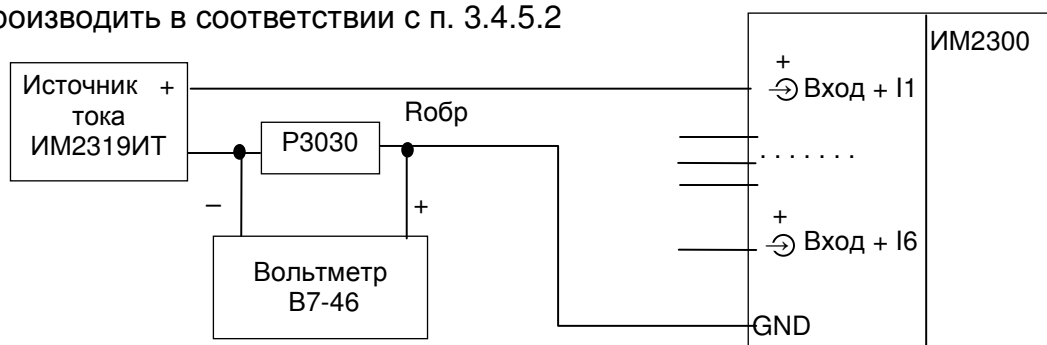 роизводить в соответствии с п. 3.4.5.2
ИМ2300
Источник +
тока
ИМ2319ИТ
+
Вход + I1
Rобр
Р3030
. . . . . . .
–
+
+
Вход + I6
Вольтметр
В7-46
GND